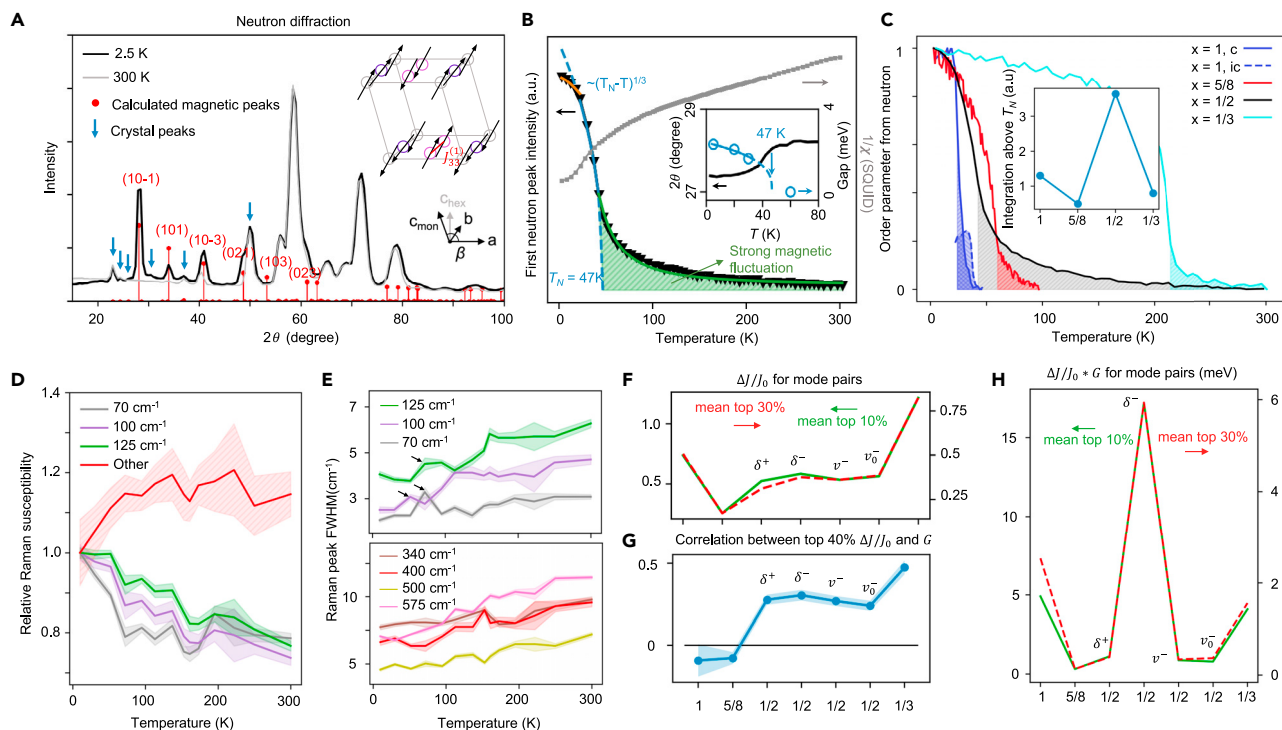 A
Neutron diffraction
2.5 K
300 K
Calculated magnetic peaks
Crystal peaks
(10-1)
(101)
(10-3)
(021)
(103)
(023)
J33(1)
chex
cmon
b
a
β
Intensity
20 40 60 80 100
2θ (degree)
B
First neutron peak intensity (a.u.)
~(TN-T)1/3
29
27
2θ (degree)
4
0
Gap (meV)
47 K
0 40 80
T (K)
Strong magnetic
fluctuation
TN = 47K
1/χ (SQUID)
0 100 200 300
Temperature (K)
C
Order parameter from neutron
1
0
x = 1, c
x = 1, ic
x = 5/8
x = 1/2
x = 1/3
Integration above TN (a.u)
3
2
1
1 5/8 1/2 1/3
0 100 200 300
Temperature (K)
D
Relative Raman susceptibility
1.4
1.2
1.0
0.8
70 cm-1
100 cm-1
125 cm-1
Other
0 100 200 300
Temperature (K)
E
Raman peak FWHM(cm-1)
7
5
3
125 cm-1
100 cm-1
70 cm-1
10
5
340 cm-1
400 cm-1
500 cm-1
575 cm-1
0 100 200 300
Temperature (K)
F
ΔJ/J0 for mode pairs
mean top 30%
mean top 10%
1.0
0.5
0.75
0.5
0.25
δ+
δ−
v−
v0−
G
Correlation between top 40% ΔJ/J0 and G
0.5
0
δ+
δ−
v−
v0−
1 5/8 1/2 1/2 1/2 1/2 1/3
H
ΔJ/J0 * G for mode pairs (meV)
δ−
mean top 10%
mean top 30%
15
10
5
0
6
4
2
0
δ+
v−
v0−
1 5/8 1/2 1/2 1/2 1/2 1/3